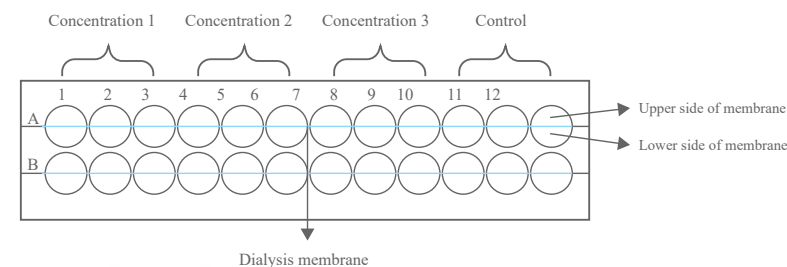 Concentration 1 Concentration 2 Concentration 3 Control
1 2 3 4 5 6 7 8 9 10 11 12
A
Upper side of membrane
Lower side of membrane
B
Dialysis membrane